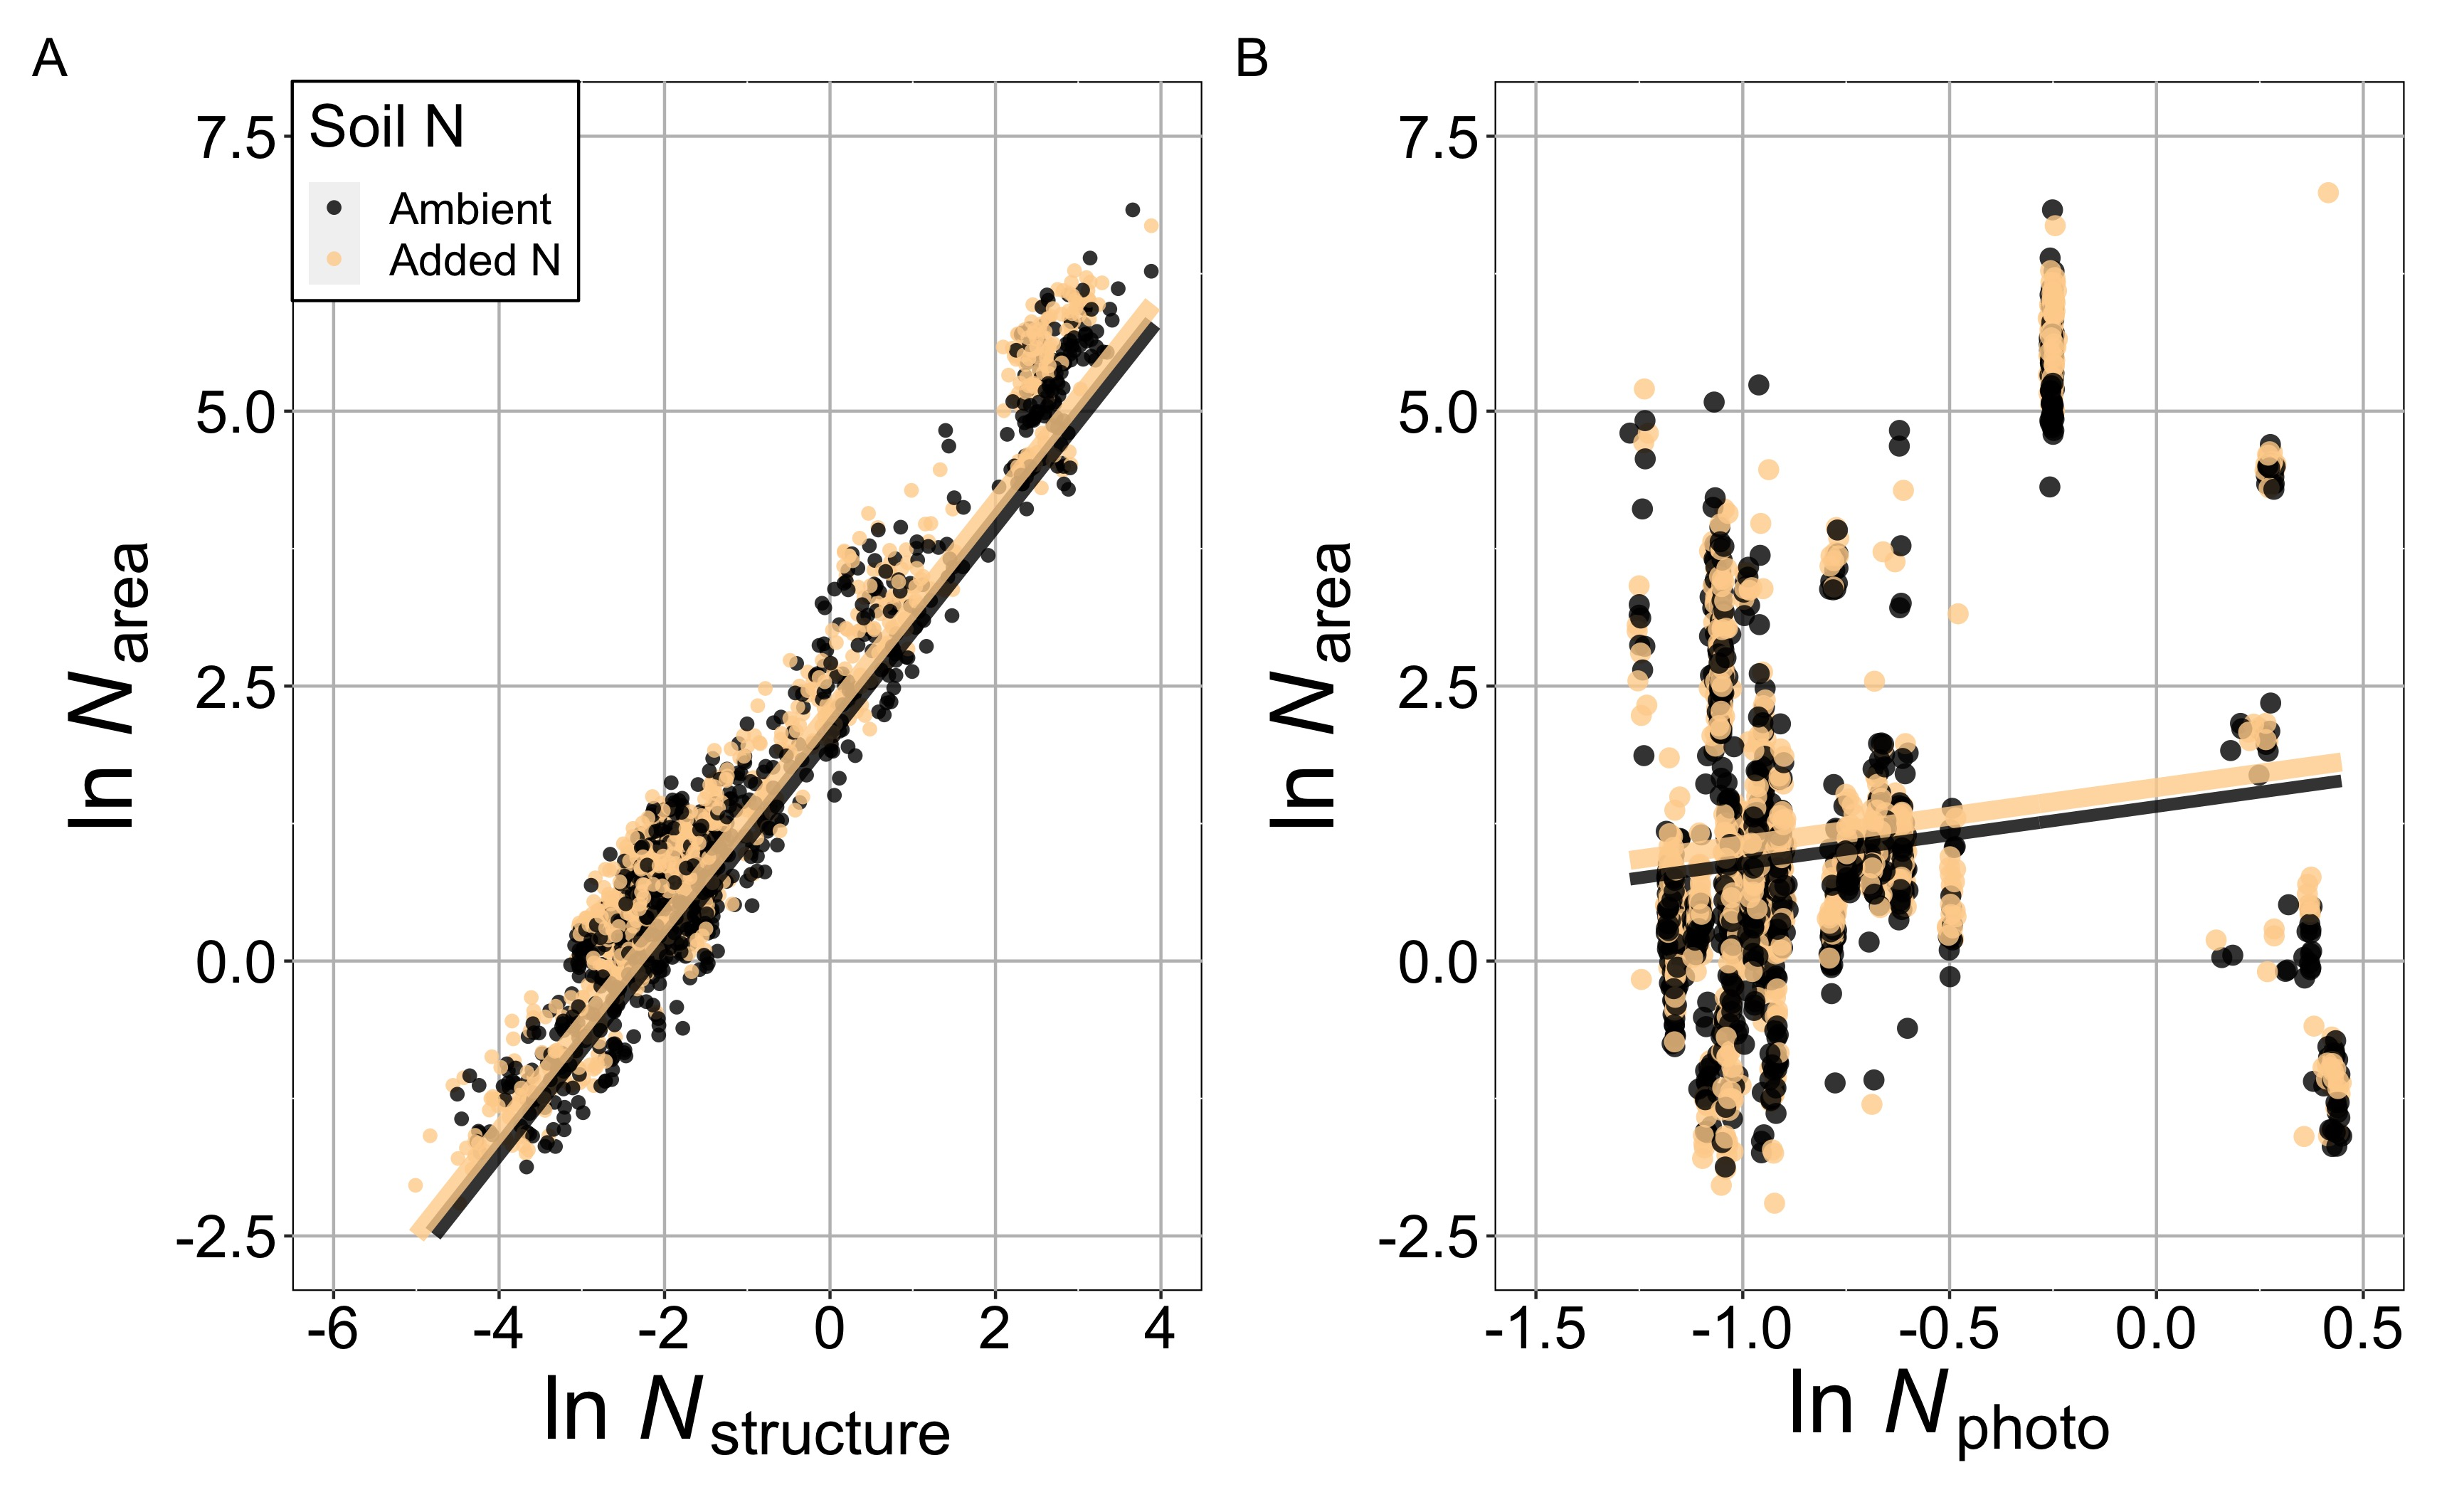 A
B
Soil N
Ambient
Added N
7.5
5.0
2.5
0.0
-2.5
ln Narea
-6 -4 -2 0 2 4
ln Nstructure
7.5
5.0
2.5
0.0
-2.5
ln Narea
-1.5 -1.0 -0.5 0.0 0.5
ln Nphoto